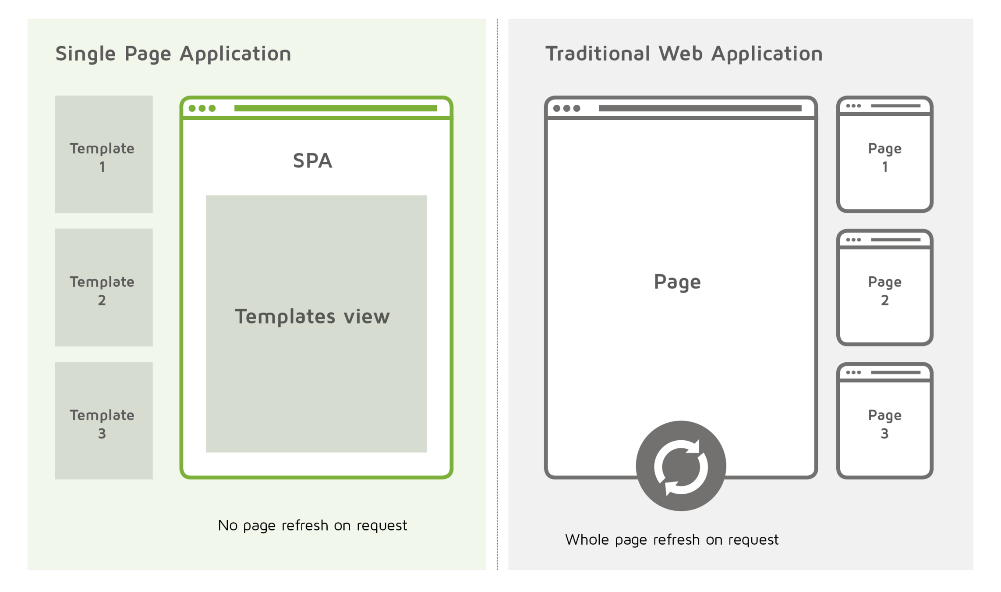 Single Page Application
Template
1
Template
2
Template
3
SPA
Templates view
No page refresh on request
Traditional Web Application
Page
Page
1
Page
2
Page
3
Whole page refresh on request